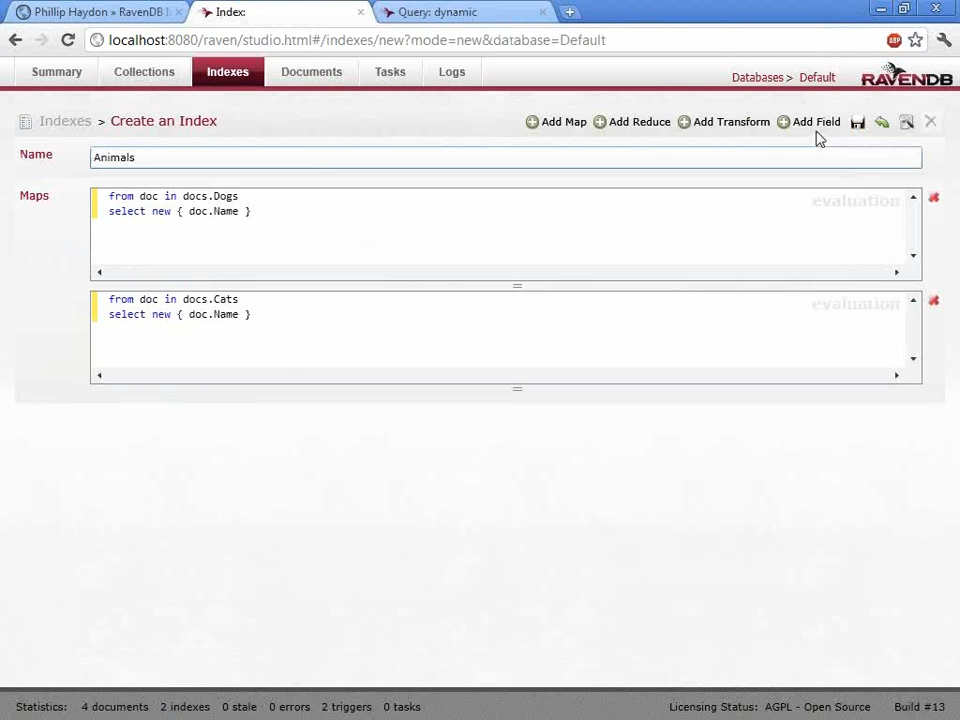 Phillip Haydon » RavenDB I
Index:
Query: dynamic
localhost:8080/raven/studio.html#/indexes/new?mode=new&database=Default
ABP
Summary
Collections
Indexes
Documents
Tasks
Logs
Databases > Default
RAVENDB
Indexes > Create an Index
Add Map
Add Reduce
Add Transform
Add Field
Name
Animals
Maps
from doc in docs.Dogs
select new { doc.Name }
evaluation
from doc in docs.Cats
select new { doc.Name }
evaluation
Statistics: 4 documents 2 indexes 0 stale 0 errors 2 triggers 0 tasks
Licensing Status: AGPL - Open Source Build #13